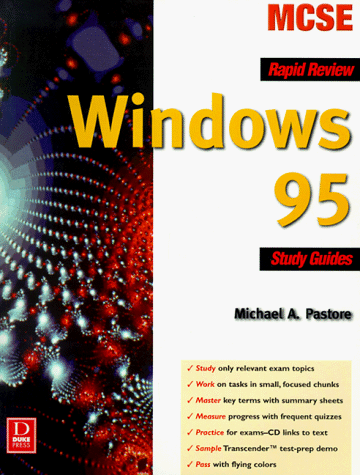 MCSE
Rapid Review
Windows
95
Study Guides
Michael A. Pastore
✓ Study only relevant exam topics
✓ Work on tasks in small, focused chunks
✓ Master key terms with summary sheets
✓ Measure progress with frequent quizzes
✓ Practice for exams–CD links to text
✓ Sample Transcender™ test-prep demo
✓ Pass with flying colors
D
DUKE
PRESS